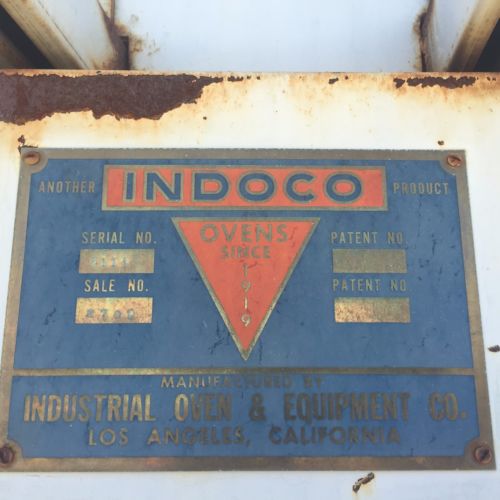 ANOTHER INDOCO PRODUCT
OVENS
SINCE
1919
SERIAL NO.
SALE NO.
PATENT NO.
PATENT NO.
MANUFACTURED BY
INDUSTRIAL OVEN & EQUIPMENT CO.
LOS ANGELES, CALIFORNIA